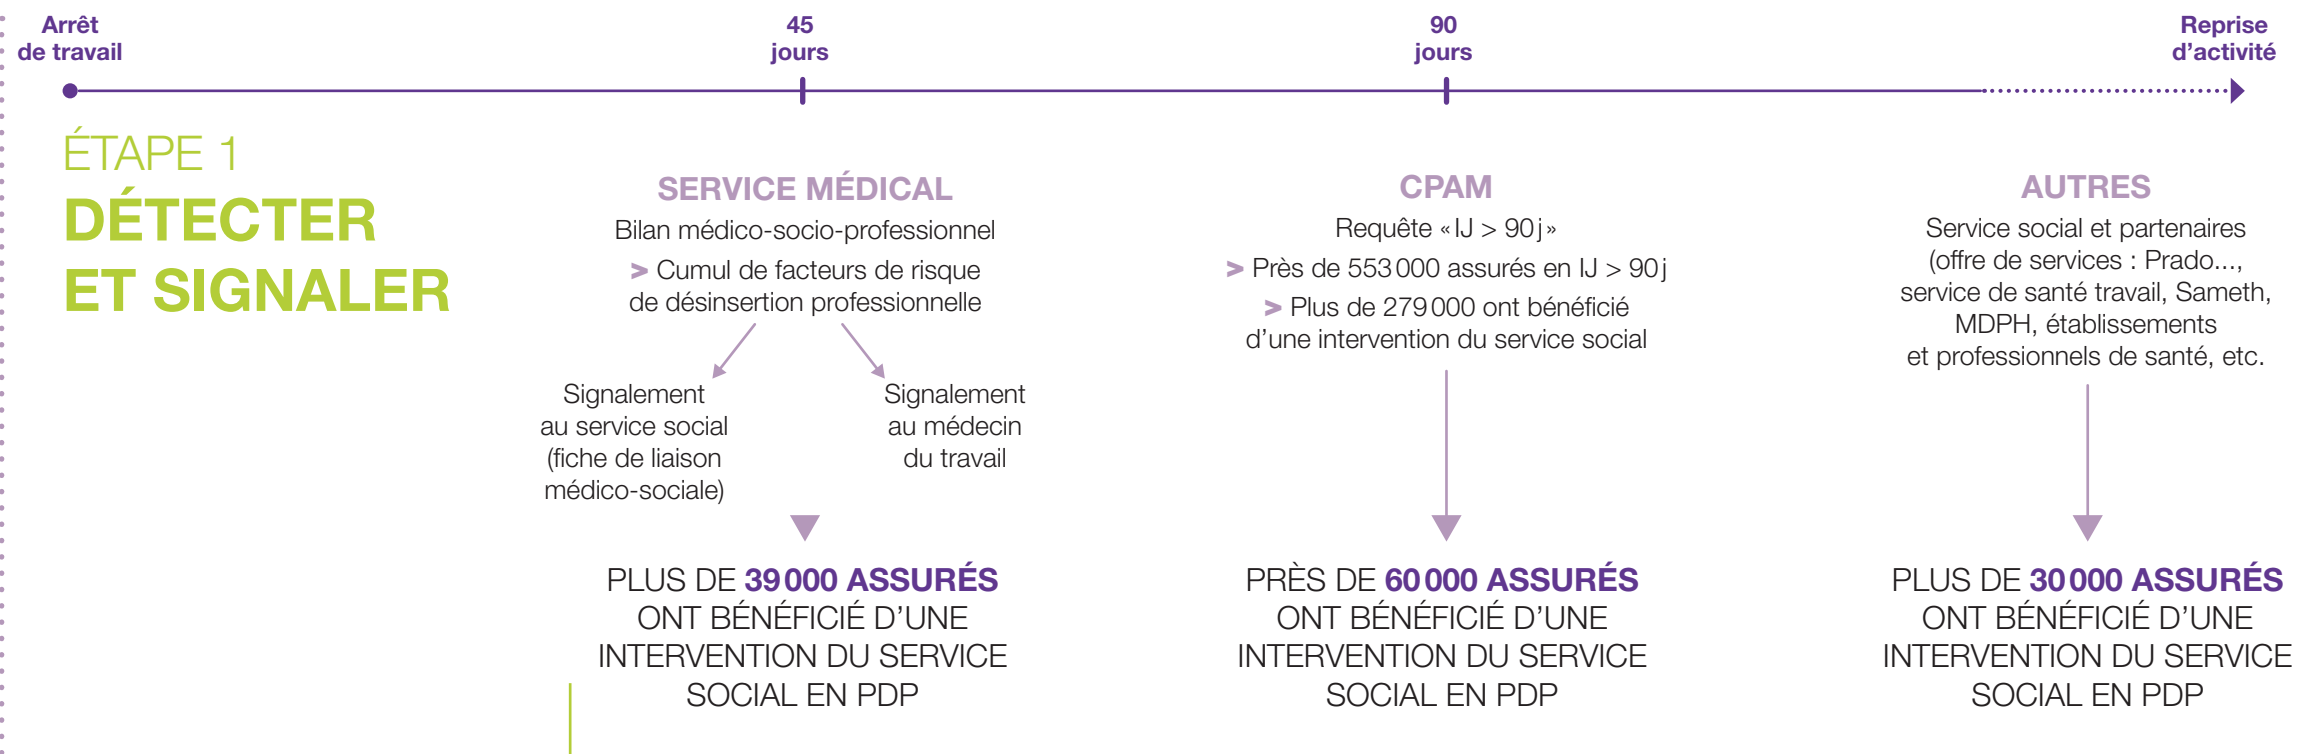 Arrêt
de travail
45
jours
90
jours
Reprise
d’activité
ÉTAPE 1
DÉTECTER
ET SIGNALER
SERVICE MÉDICAL
Bilan médico-socio-professionnel
> Cumul de facteurs de risque
de désinsertion professionnelle
Signalement
au service social
(fiche de liaison
médico-sociale)
Signalement
au médecin
du travail
PLUS DE 39 000 ASSURÉS
ONT BÉNÉFICIÉ D’UNE
INTERVENTION DU SERVICE
SOCIAL EN PDP
CPAM
Requête « IJ > 90 j »
> Près de 553 000 assurés en IJ > 90 j
> Plus de 279 000 ont bénéficié
d’une intervention du service social
PRÈS DE 60 000 ASSURÉS
ONT BÉNÉFICIÉ D’UNE
INTERVENTION DU SERVICE
SOCIAL EN PDP
AUTRES
Service social et partenaires
(offre de services : Prado...,
service de santé travail, Sameth,
MDPH, établissements
et professionnels de santé, etc.
PLUS DE 30 000 ASSURÉS
ONT BÉNÉFICIÉ D’UNE
INTERVENTION DU SERVICE
SOCIAL EN PDP